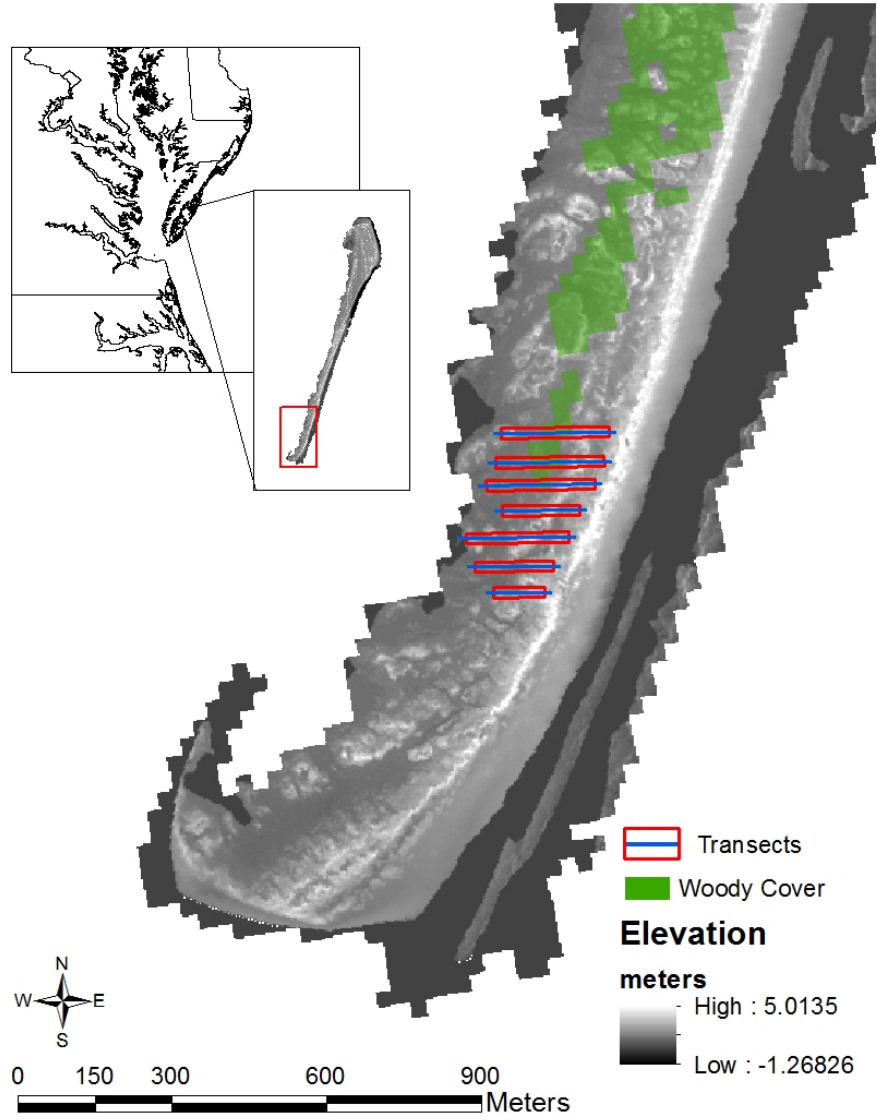 Transects
Woody Cover
Elevation
meters
High : 5.0135
Low : -1.26826
N
W E
S
0 150 300 600 900
Meters